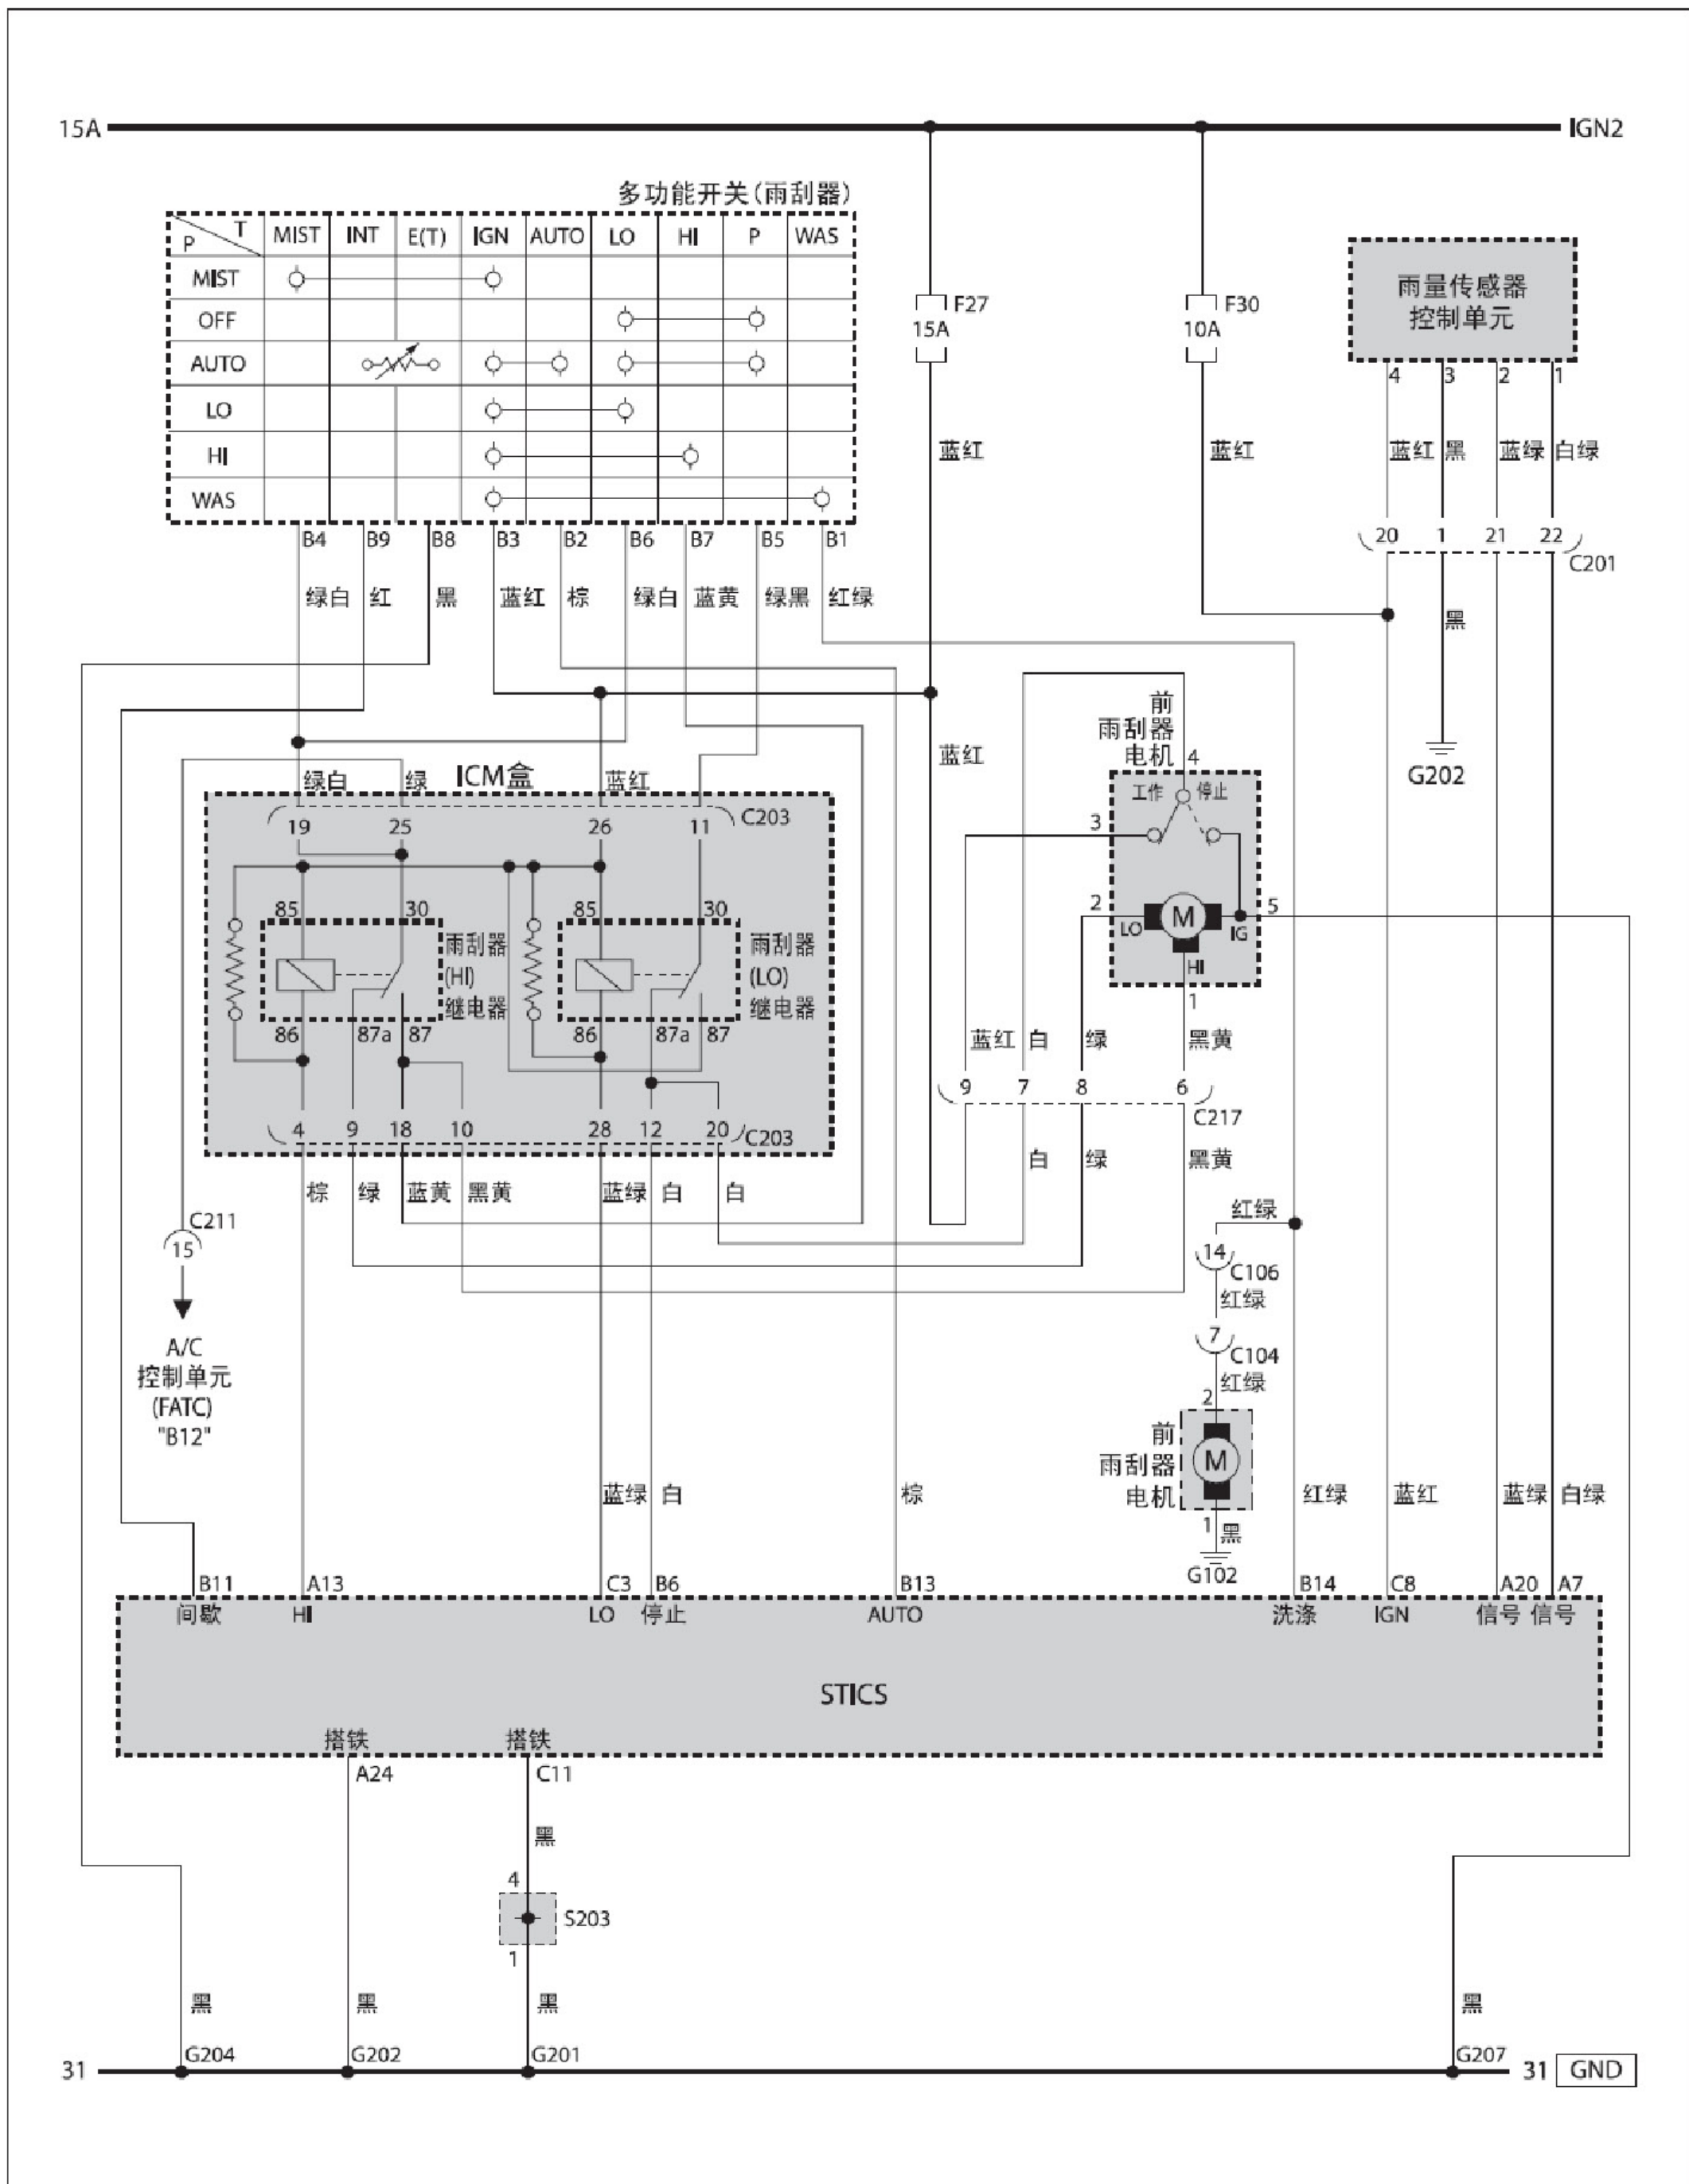 15A IGN2
多功能开关(雨刮器)
P T MIST INT E(T) IGN AUTO LO HI P WAS
MIST
OFF
AUTO
LO
HI
WAS
F27
15A
F30
10A
雨量传感器
控制单元
4 3 2 1
蓝红 蓝红 蓝红 黑 蓝绿 白绿
B4 B9 B8 B3 B2 B6 B7 B5 B1
20 1 21 22
C201
绿白 红 黑 蓝红 棕 绿白 蓝黄 绿黑 红绿
黑
G202
蓝红
前
雨刮器
电机
4
绿白 绿 ICM盒 蓝红
19 25 26 11 C203
工作 停止
3
2
5
LO M IG
HI
1
85 30 85 30
雨刮器
(HI)
继电器
雨刮器
(LO)
继电器
86 87a 87 86 87a 87
蓝红 白 绿 黑黄
9 7 8 6
C217
4 9 18 10 28 12 20 C203
白 绿 黑黄
棕 绿 蓝黄 黑黄 蓝绿 白 白
C211
15
A/C
控制单元
(FATC)
"B12"
红绿
14
C106
红绿
7
C104
红绿
2
前
雨刮器
电机
M
1 黑
G102
蓝绿 白 棕 红绿 蓝红 蓝绿 白绿
B11 A13 C3 B6 B13 B14 C8 A20 A7
间歇 HI LO 停止 AUTO 洗涤 IGN 信号 信号
STICS
搭铁 搭铁
A24 C11
黑
4
S203
1
黑 黑 黑 黑
G204 G202 G201 G207
31 31 GND